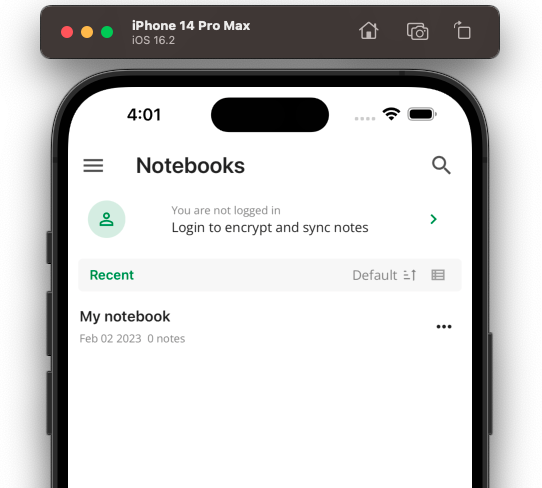 iPhone 14 Pro Max
iOS 16.2
4:01
Notebooks
You are not logged in
Login to encrypt and sync notes
Recent
Default
My notebook
Feb 02 2023 0 notes